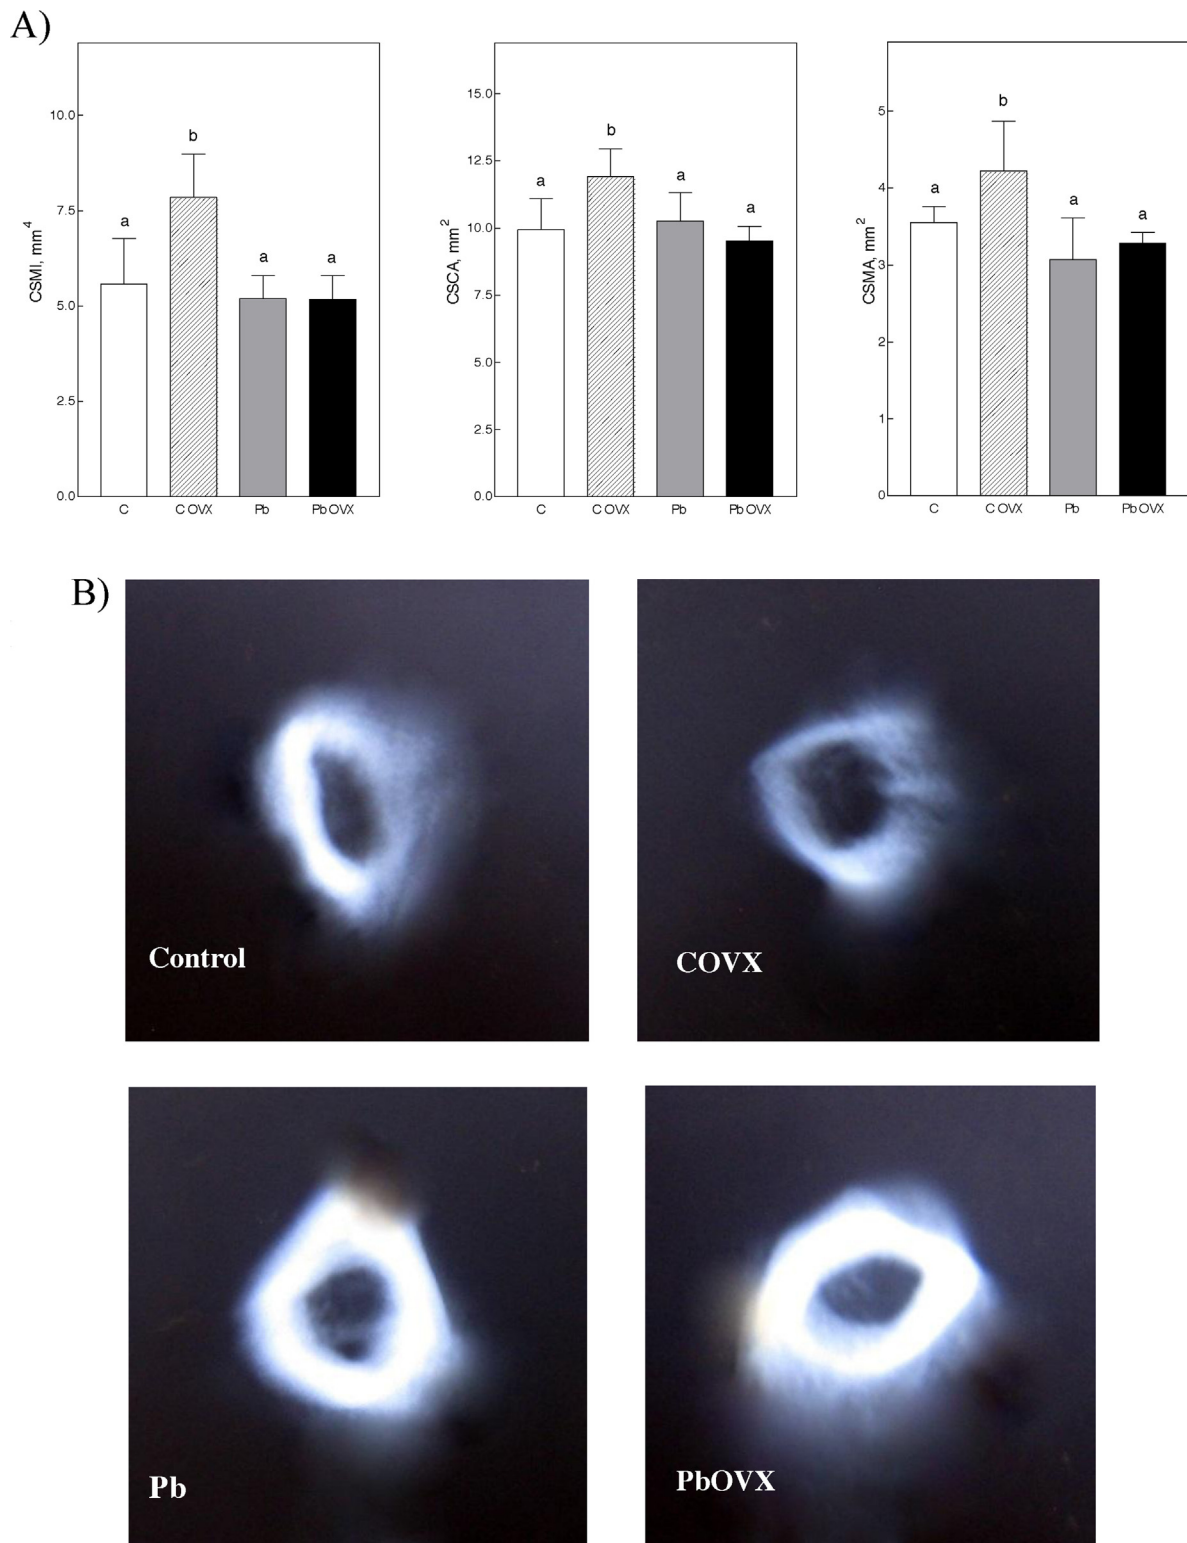 A)
CSMI, mm4
10.0
7.5
5.0
2.5
0.0
a
b
a
a
C
C OVX
Pb
Pb OVX
CSCA, mm2
15.0
12.5
10.0
7.5
5.0
2.5
0.0
a
b
a
a
C
C OVX
Pb
Pb OVX
CSMA, mm2
5
4
3
2
1
0
a
b
a
a
C
C OVX
Pb
Pb OVX
B)
Control
COVX
Pb
PbOVX